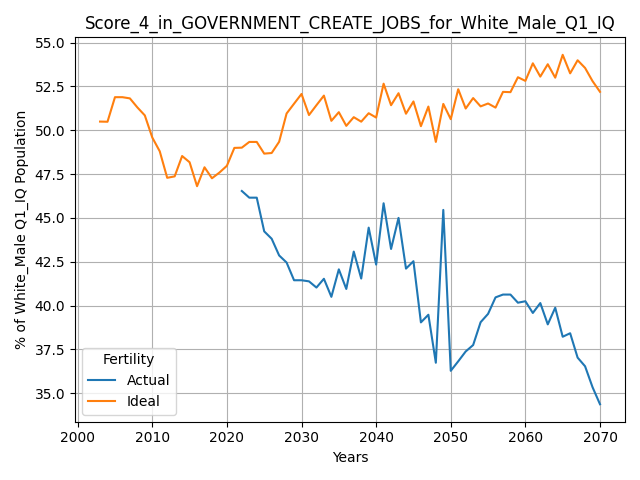 Score_4_in_GOVERNMENT_CREATE_JOBS_for_White_Male_Q1_IQ
% of White_Male Q1_IQ Population
55.0
52.5
50.0
47.5
45.0
42.5
40.0
37.5
35.0
Fertility
Actual
Ideal
2000 2010 2020 2030 2040 2050 2060 2070
Years